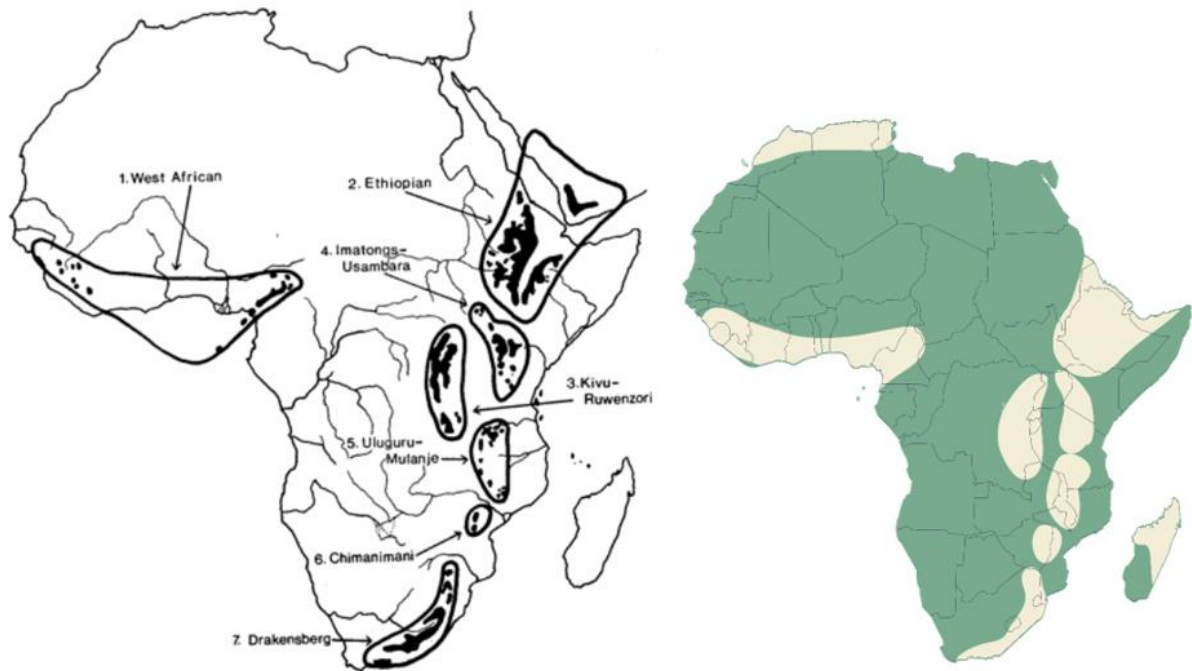 1. West African
2. Ethiopian
4. Imatongs-
Usambara
3. Kivu-
Ruwenzori
5. Uluguru-
Mulanje
6. Chimanimani
7. Drakensberg